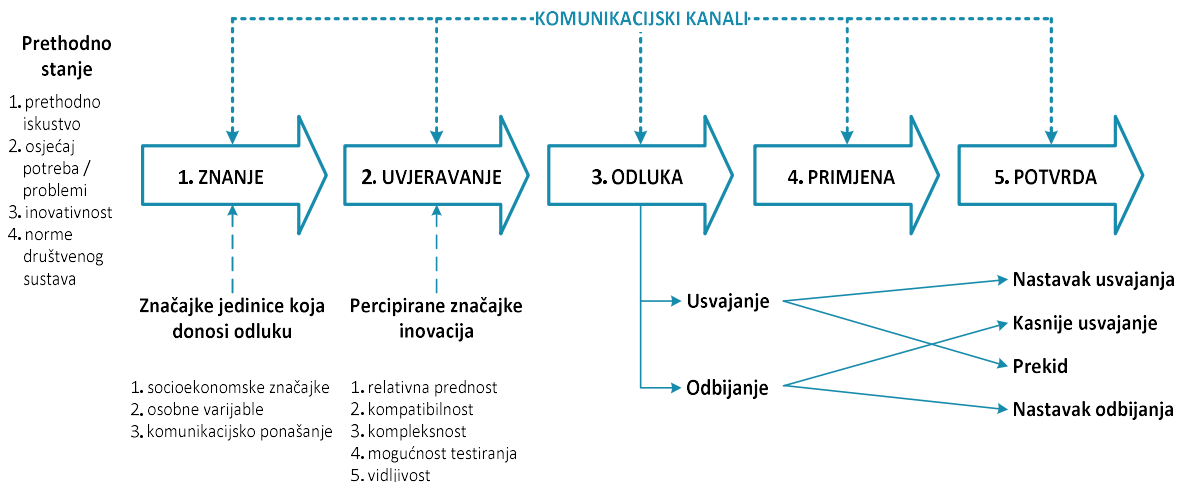 KOMUNIKACIJSKI KANALI
Prethodno
stanje
1. prethodno
iskustvo
2. osjećaj
potreba /
problemi
3. inovativnost
4. norme
društvenog
sustava
1. ZNANJE
2. UVJERAVANJE
3. ODLUKA
4. PRIMJENA
5. POTVRDA
Značajke jedinice koja
donosi odluku
1. socioekonomske značajke
2. osobne varijable
3. komunikacijsko ponašanje
Percipirane značajke
inovacija
1. relativna prednost
2. kompatibilnost
3. kompleksnost
4. mogućnost testiranja
5. vidljivost
Usvajanje
Odbijanje
Nastavak usvajanja
Kasnije usvajanje
Prekid
Nastavak odbijanja